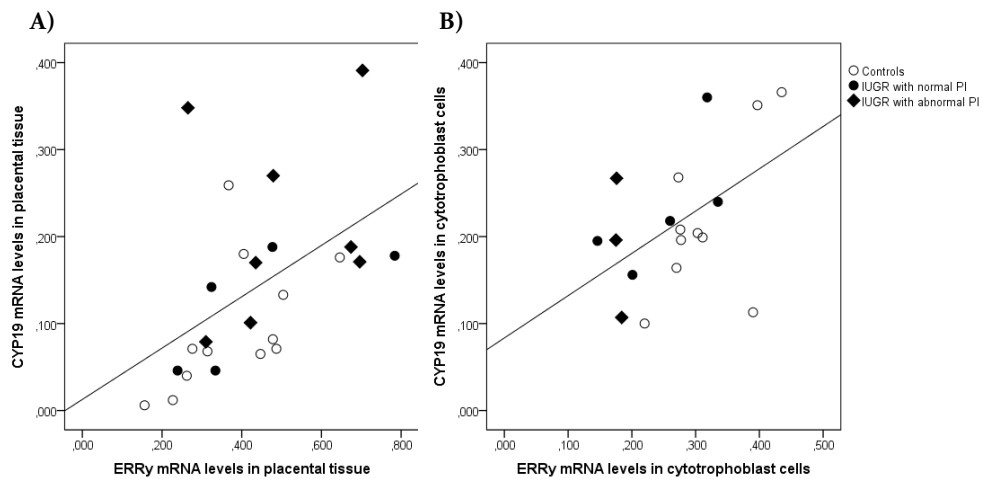 A)
CYP19 mRNA levels in placental tissue
,400
,300
,200
,100
,000
,000
,200
,400
,600
,800
ERRy mRNA levels in placental tissue
B)
CYP19 mRNA levels in cytotrophoblast cells
,400
,300
,200
,100
,000
,000
,100
,200
,300
,400
,500
ERRy mRNA levels in cytotrophoblast cells
Controls
IUGR with normal PI
IUGR with abnormal PI